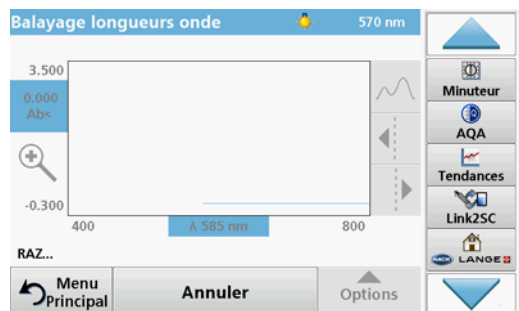 Balayage longueurs onde 570 nm
3.500
0.000
Abs
-0.300
400 λ 585 nm 800
RAZ...
Menu
Principal
Annuler
Options
Minuteur
AQA
Tendances
Link2SC
HACH LANGE